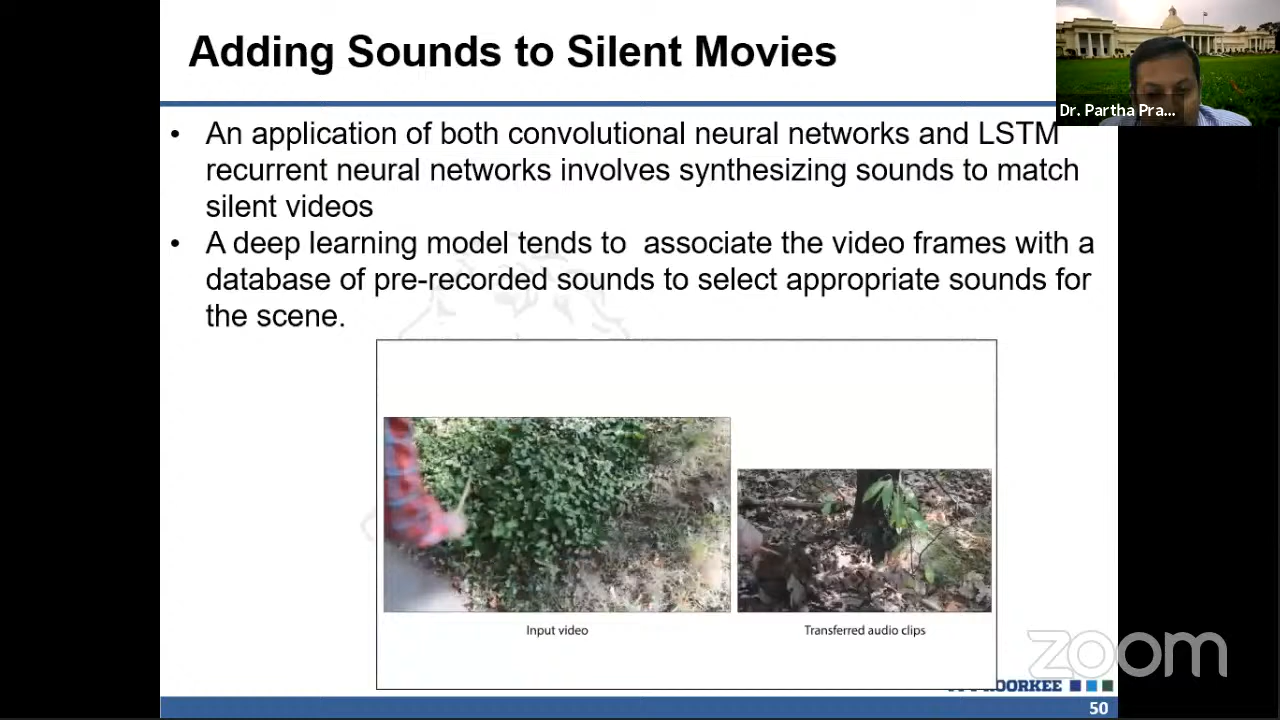 Adding Sounds to Silent Movies
Dr. Partha Pra...
• An application of both convolutional neural networks and LSTM
recurrent neural networks involves synthesizing sounds to match
silent videos
• A deep learning model tends to associate the video frames with a
database of pre-recorded sounds to select appropriate sounds for
the scene.
Input video
Transferred audio clips
zoom
50